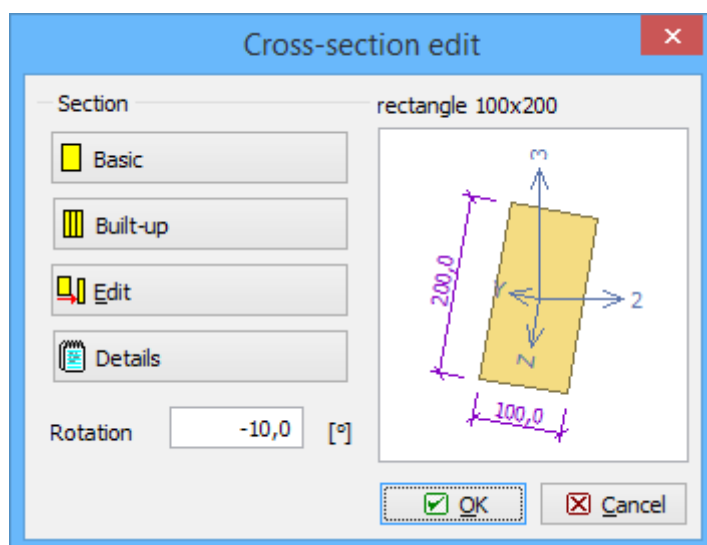 Cross-section edit
Section
rectangle 100x200
Basic
Built-up
Edit
Details
Rotation -10,0 [º]
3
200,0
Y
2
Z
100,0
OK
Cancel